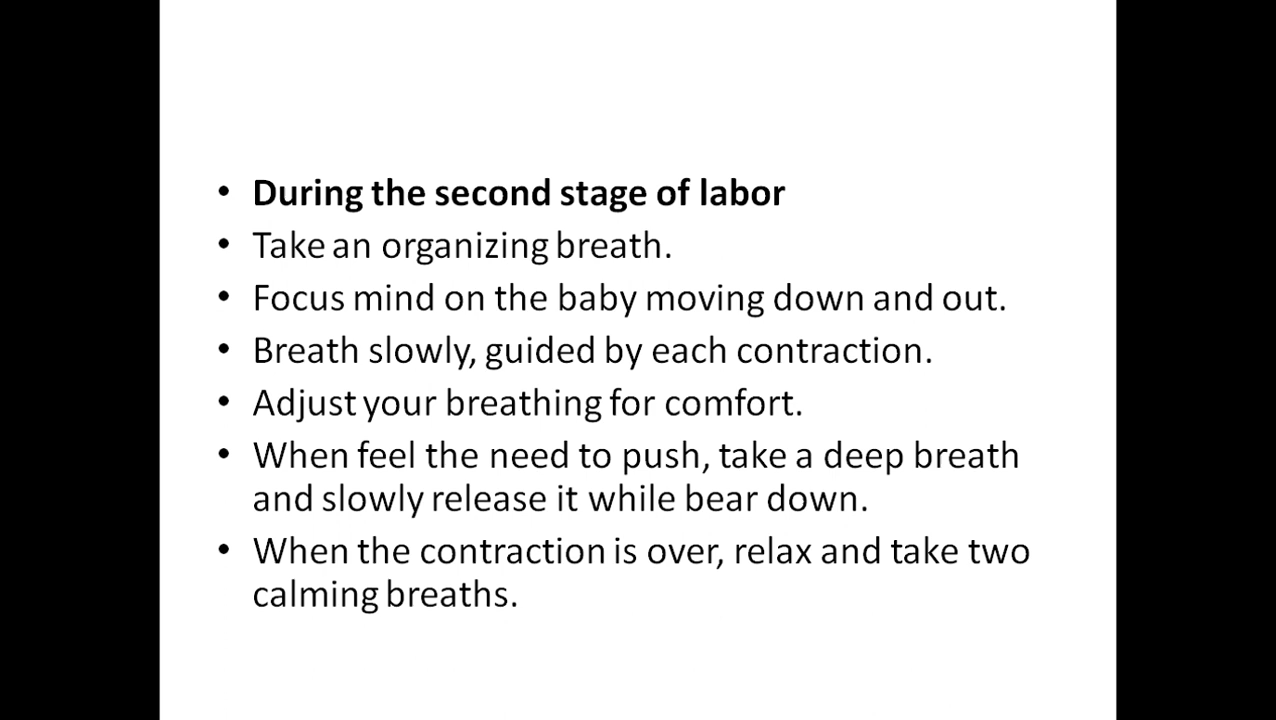 • During the second stage of labor
• Take an organizing breath.
• Focus mind on the baby moving down and out.
• Breath slowly, guided by each contraction.
• Adjust your breathing for comfort.
• When feel the need to push, take a deep breath
and slowly release it while bear down.
• When the contraction is over, relax and take two
calming breaths.